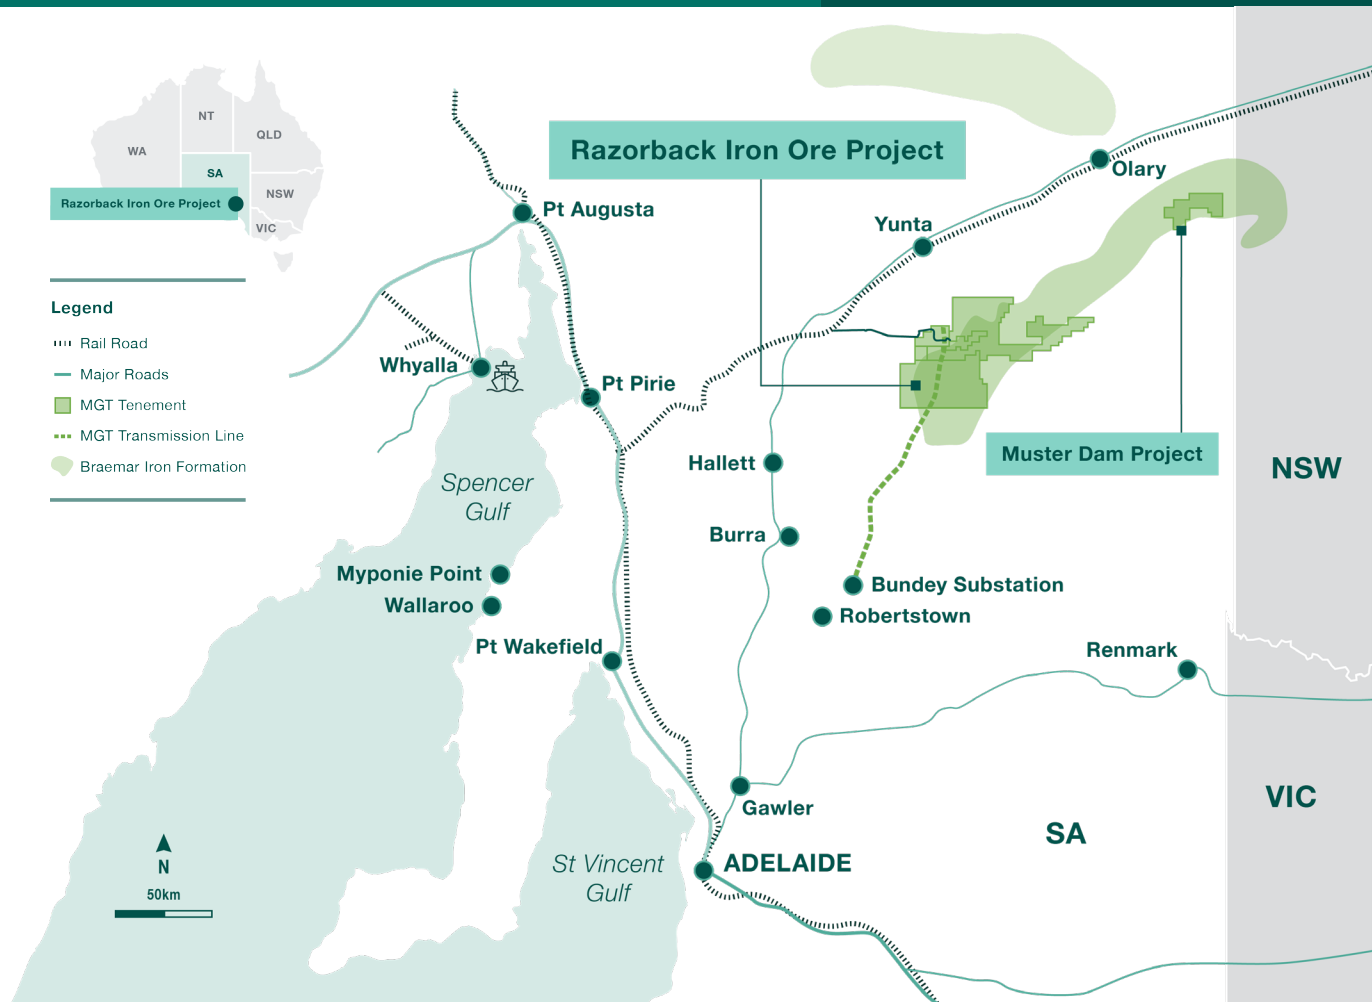 NT
QLD
WA
SA
NSW
Razorback Iron Ore Project
VIC
Legend
Rail Road
Major Roads
MGT Tenement
MGT Transmission Line
Braemar Iron Formation
Razorback Iron Ore Project
Olary
Pt Augusta
Yunta
Whyalla
Pt Pirie
Muster Dam Project
Hallett
NSW
Spencer
Gulf
Burra
Myponie Point
Bundey Substation
Wallaroo
Robertstown
Pt Wakefield
Renmark
VIC
Gawler
SA
N
50km
St Vincent
Gulf
ADELAIDE